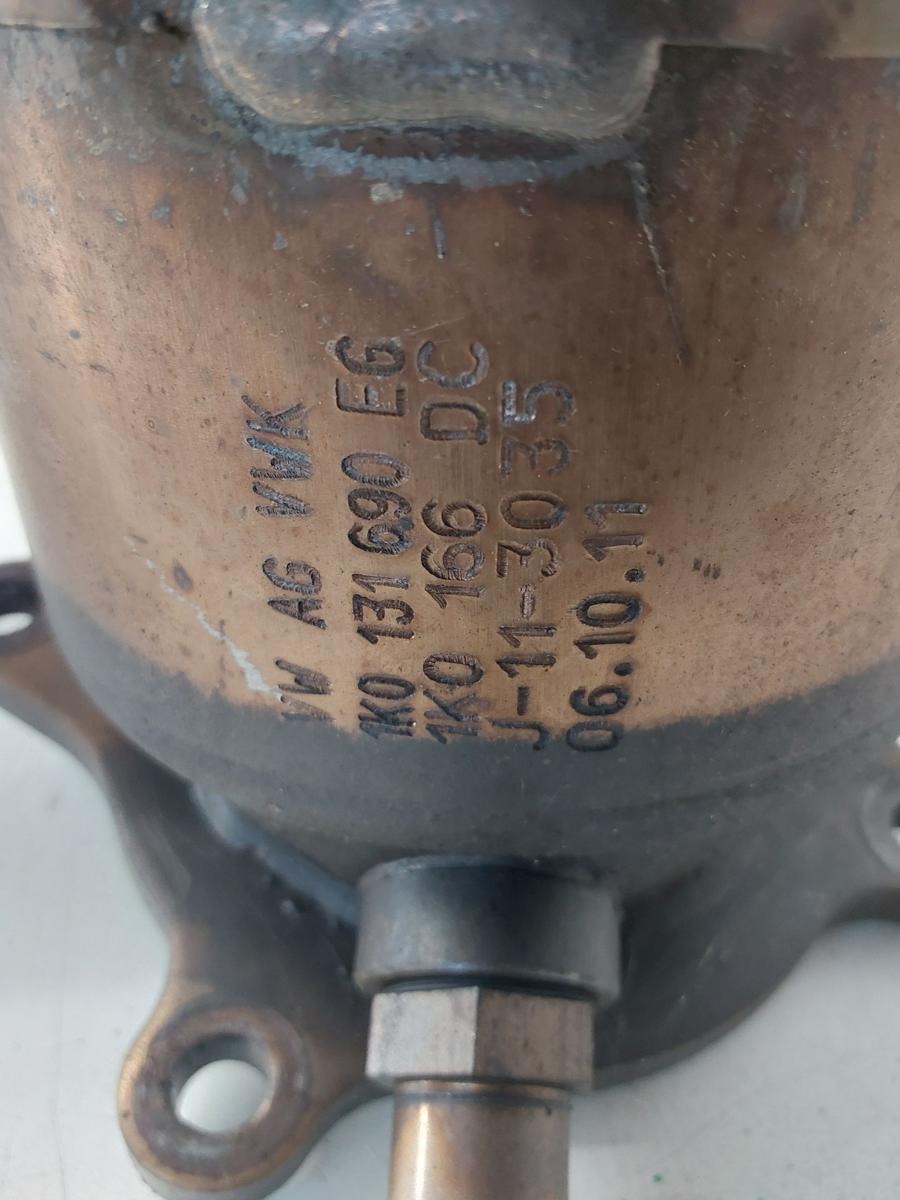 VW AG VWK
1K0 131 690 EG
1K0 166 DC
J-11-30 35
06.10.11